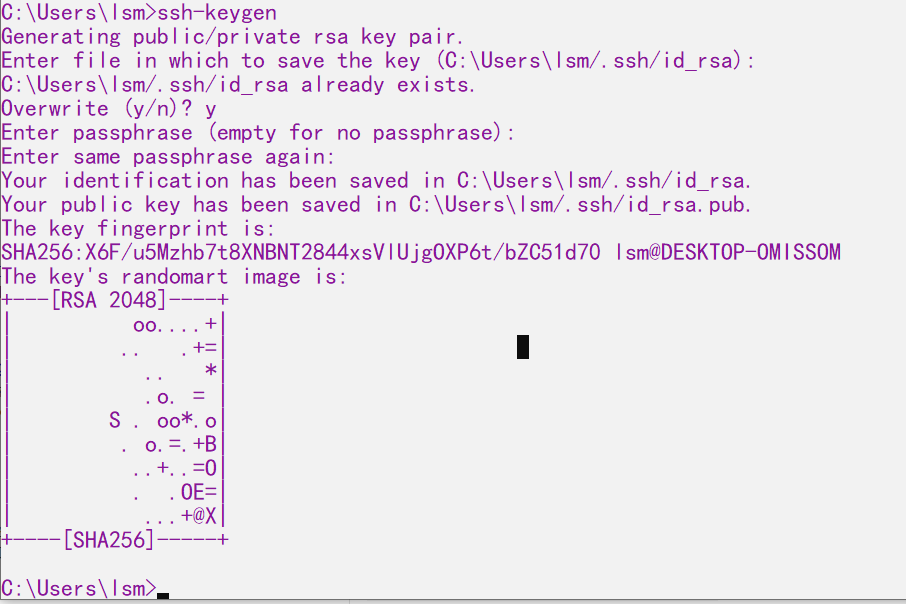 C:\Users\lsm>ssh-keygen
Generating public/private rsa key pair.
Enter file in which to save the key (C:\Users\lsm/.ssh/id_rsa):
C:\Users\lsm/.ssh/id_rsa already exists.
Overwrite (y/n)? y
Enter passphrase (empty for no passphrase):
Enter same passphrase again:
Your identification has been saved in C:\Users\lsm/.ssh/id_rsa.
Your public key has been saved in C:\Users\lsm/.ssh/id_rsa.pub.
The key fingerprint is:
SHA256:X6F/u5Mzhb7t8XNBNT2844xsVlUjgOXP6t/bZC51d70 lsm@DESKTOP-OMISSOM
The key's randomart image is:
+---[RSA 2048]----+
|          oo....+|
|         ..   .+=|
|           ..   *|
|           .o. = |
|        S . oo*.o|
|         . o.=.+B|
|          ..+..=O|
|          .  .OE=|
|           ...+@X|
+----[SHA256]-----+
C:\Users\lsm>